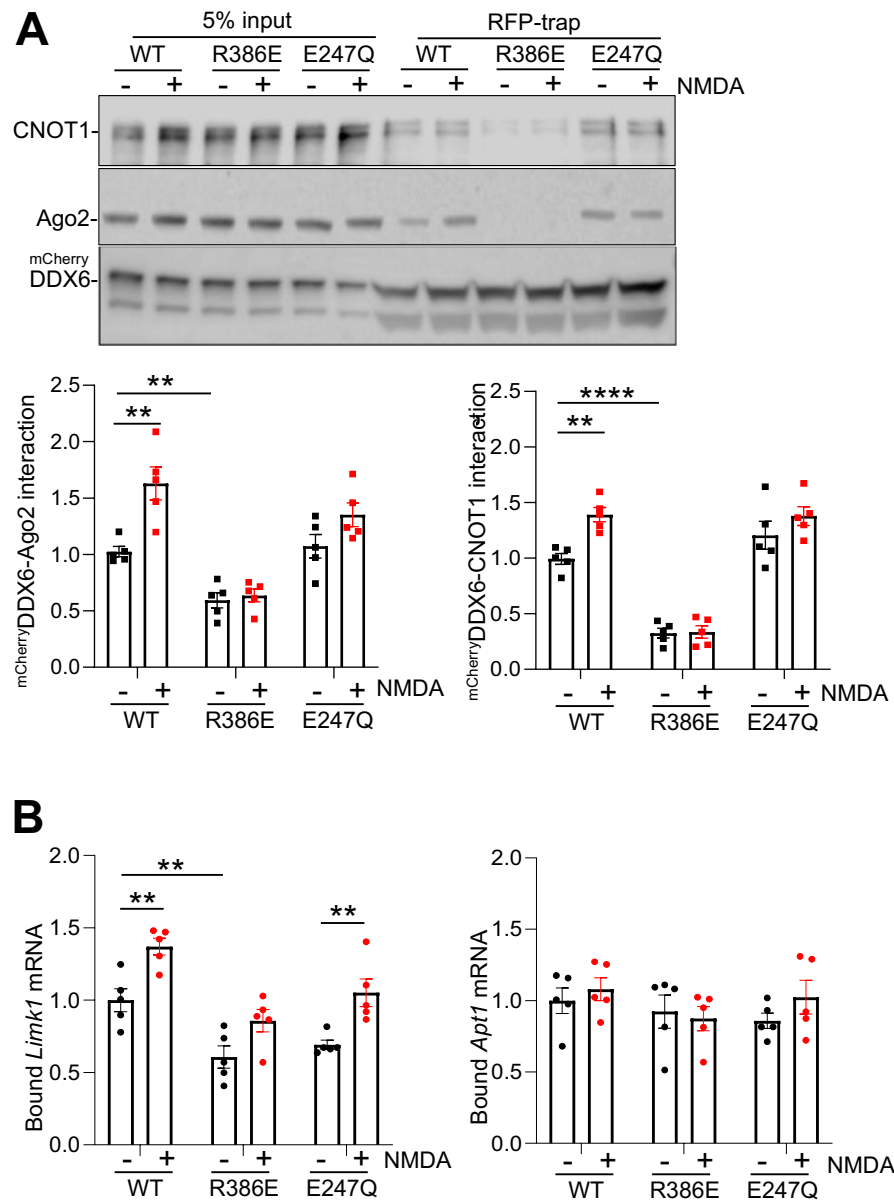 A
5% input RFP-trap
WT R386E E247Q WT R386E E247Q
- + - + - + - + - + - + NMDA
CNOT1-
Ago2-
mCherry
DDX6-
mCherryDDX6-Ago2 interaction
2.5
2.0
1.5
1.0
0.5
0.0
**
**
- + - + - + NMDA
WT R386E E247Q
mCherryDDX6-CNOT1 interaction
2.5
2.0
1.5
1.0
0.5
0.0
****
**
- + - + - + NMDA
WT R386E E247Q
B
Bound Limk1 mRNA
2.0
1.5
1.0
0.5
0.0
**
**
**
- + - + - + NMDA
WT R386E E247Q
Bound Apt1 mRNA
2.0
1.5
1.0
0.5
0.0
- + - + - + NMDA
WT R386E E247Q